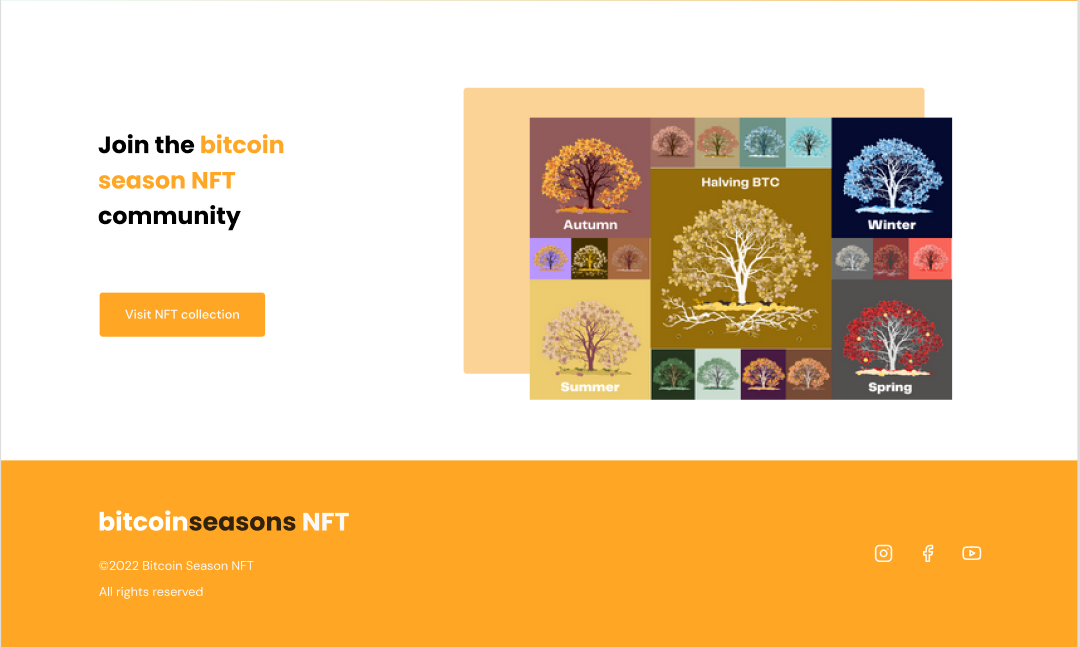 Join the bitcoin
season NFT
community
Visit NFT collection
Autumn
Halving BTC
Winter
Summer
Spring
bitcoinseasons NFT
©2022 Bitcoin Season NFT
All rights reserved